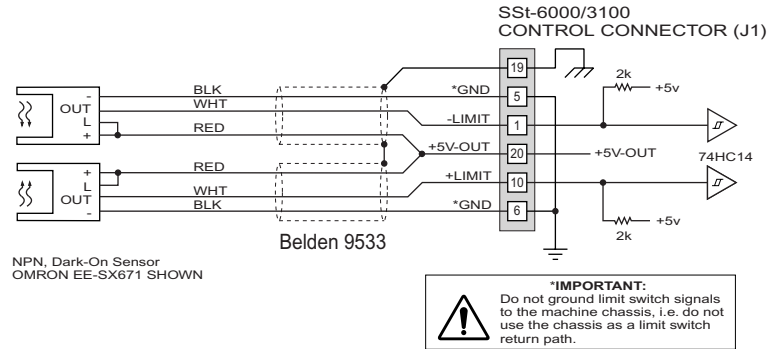 SSt-6000/3100
CONTROL CONNECTOR (J1)
19
2k
+5v
-
OUT
L
+
BLK
WHT
RED
*GND
5
-LIMIT
1
+5V-OUT
20
+5V-OUT
74HC14
+
L
OUT
-
RED
WHT
BLK
+LIMIT
10
*GND
6
+5v
2k
Belden 9533
NPN, Dark-On Sensor
OMRON EE-SX671 SHOWN
*IMPORTANT:
Do not ground limit switch signals
to the machine chassis, i.e. do not
use the chassis as a limit switch
return path.